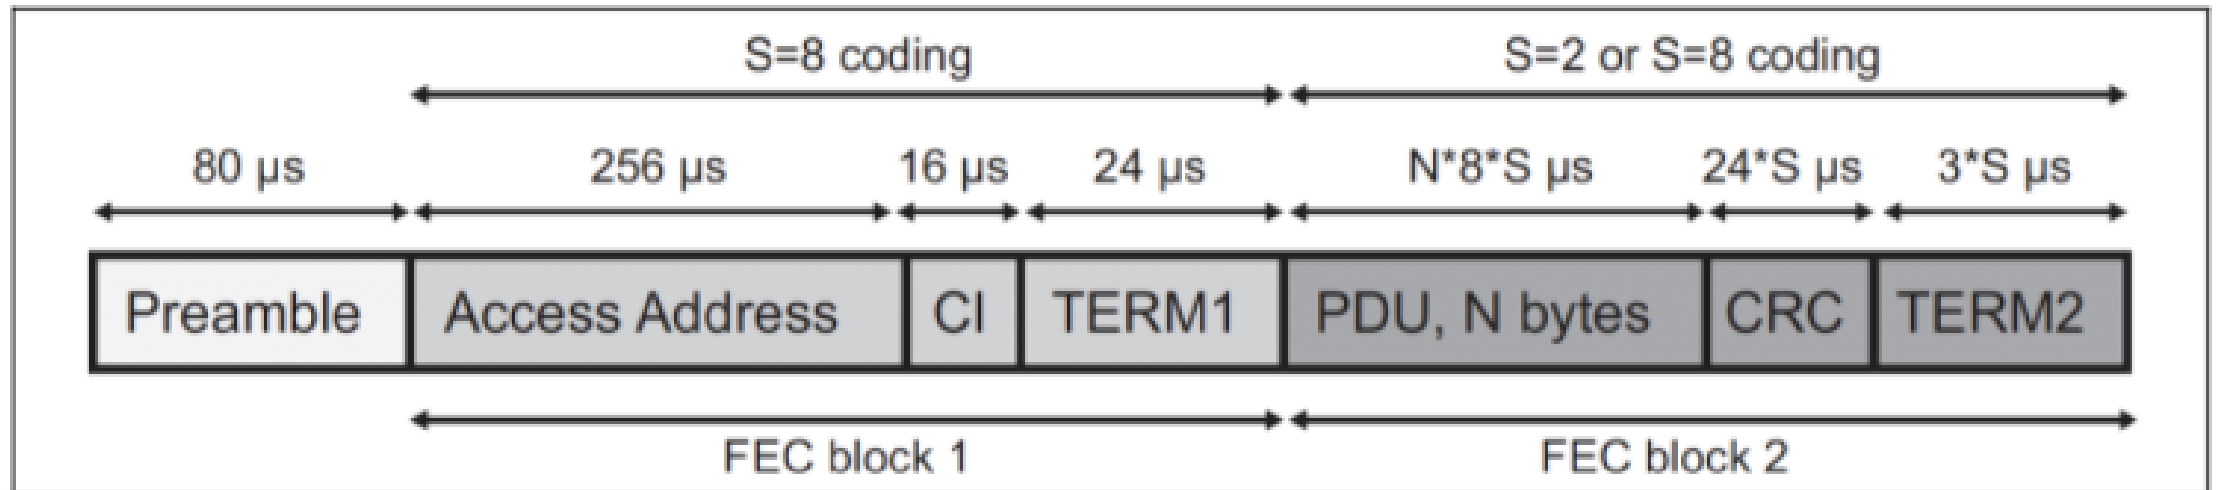 S=8 coding
S=2 or S=8 coding
80 µs
256 µs
16 µs
24 µs
N*8*S µs
24*S µs
3*S µs
Preamble
Access Address
CI
TERM1
PDU, N bytes
CRC
TERM2
FEC block 1
FEC block 2